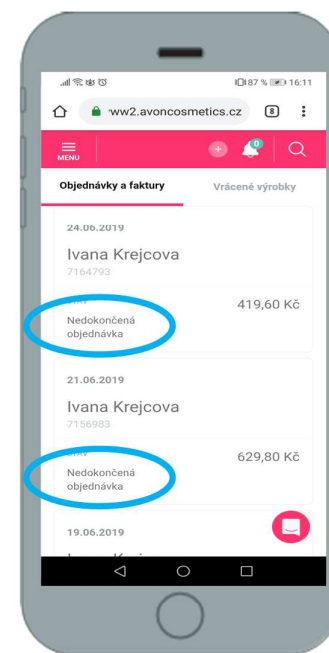 87 % 16:11
ww2.avoncosmetics.cz 8
MENU 0
Objednávky a faktury Vrácené výrobky
24.06.2019
Ivana Krejcova
7164793
419,60 Kč
Nedokončená
objednávka
21.06.2019
Ivana Krejcova
7156983
629,80 Kč
Nedokončená
objednávka
19.06.2019